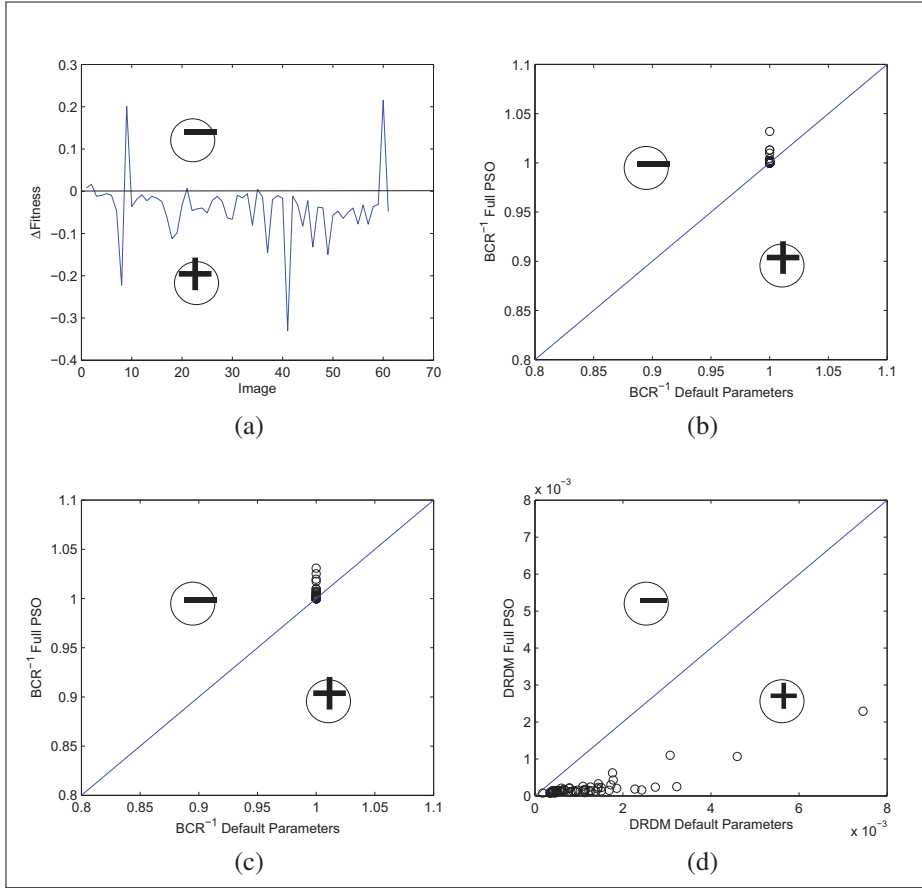 0.3
0.2
0.1
0
−0.1
−0.2
−0.3
−0.4
ΔFitness
0 10 20 30 40 50 60 70
Image
(a)
1.1
1.05
1
0.95
0.9
0.85
0.8
BCR⁻¹ Full PSO
0.8 0.85 0.9 0.95 1 1.05 1.1
BCR⁻¹ Default Parameters
(b)
1.1
1.05
1
0.95
0.9
0.85
0.8
BCR⁻¹ Full PSO
0.8 0.85 0.9 0.95 1 1.05 1.1
BCR⁻¹ Default Parameters
(c)
x 10⁻³
8
7
6
5
4
3
2
1
0
DRDM Full PSO
0 2 4 6 8
DRDM Default Parameters
x 10⁻³
(d)